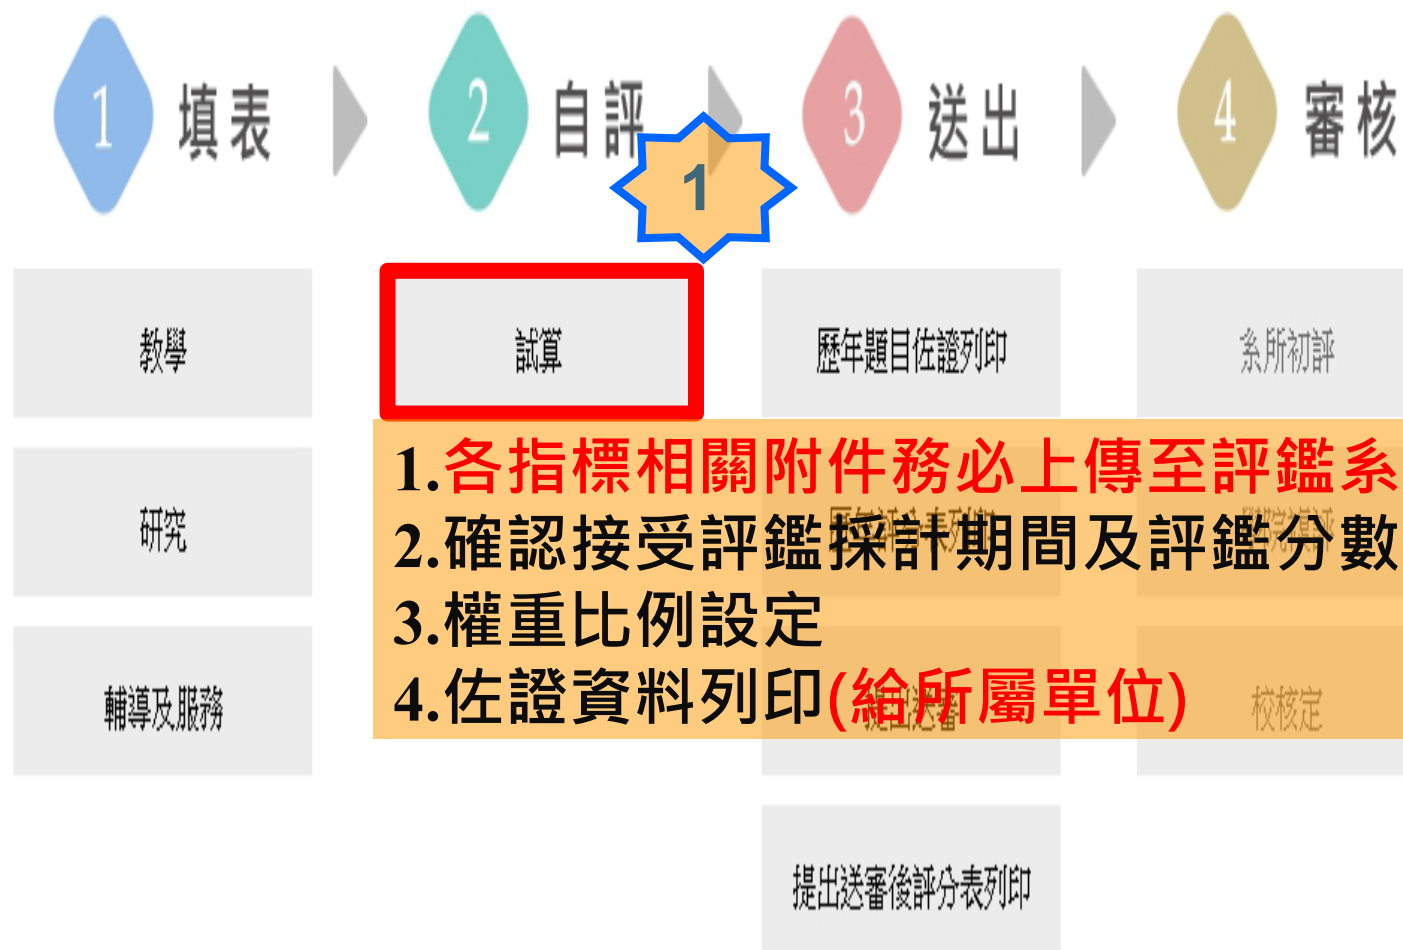 1 填表 2 自評 3 送出 4 審核
1
教學 試算 歷年題目佐證列印 系所初評
1.各指標相關附件務必上傳至評鑑系
研究
2.確認接受評鑑採計期間及評鑑分數
3.權重比例設定
輔導及服務
4.佐證資料列印(給所屬單位)
提出送審 校核定
提出送審後評分表列印